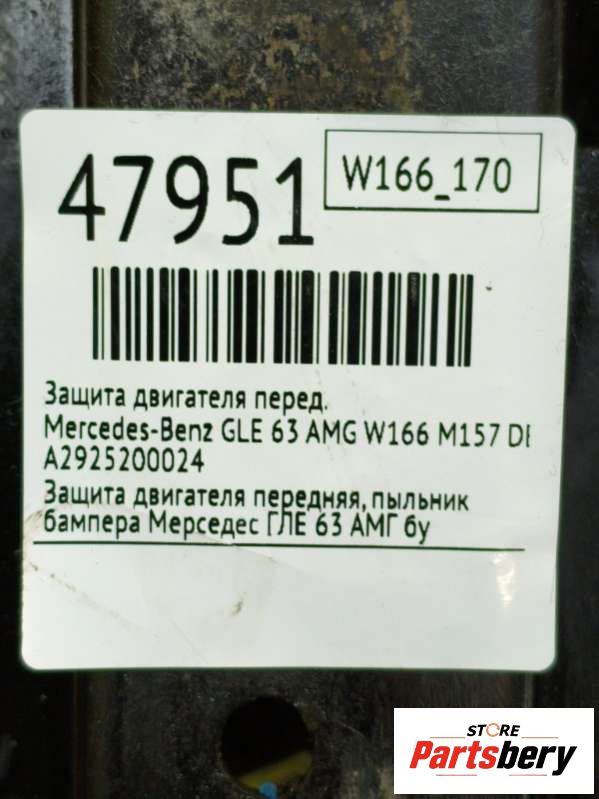 47951
W166_170
Защита двигателя перед.
Mercedes-Benz GLE 63 AMG W166 M157 DE
A2925200024
Защита двигателя передняя, пыльник
бампера Мерседес ГЛЕ 63 АМГ бу
STORE
Partsbery